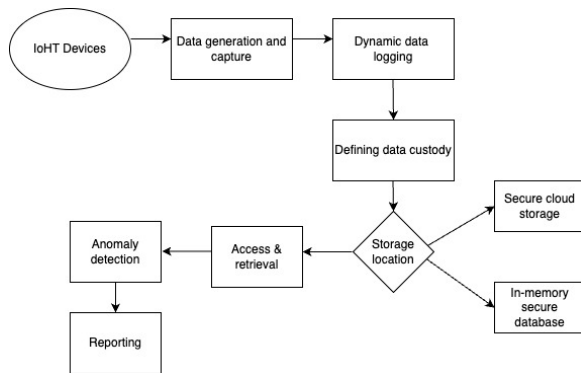 IoHT Devices
Data generation and
capture
Dynamic data
logging
Defining data custody
Secure cloud
storage
Storage
location
Access &
retrieval
Anomaly
detection
In-memory
secure
database
Reporting